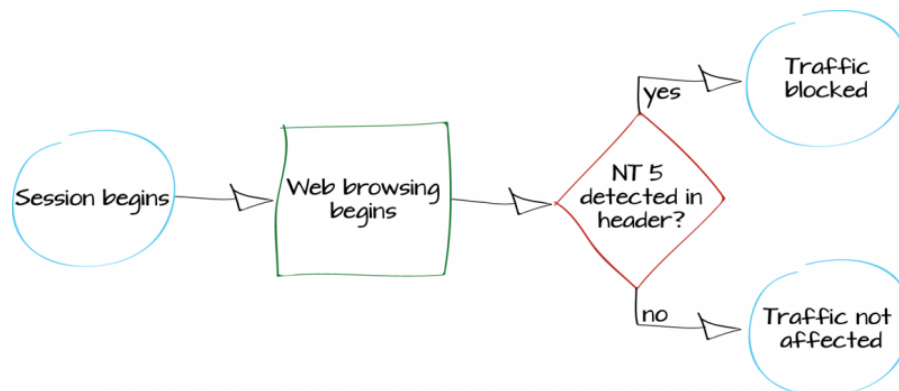 Session begins
Web browsing
begins
NT 5
detected in
header?
yes
Traffic
blocked
no
Traffic not
affected